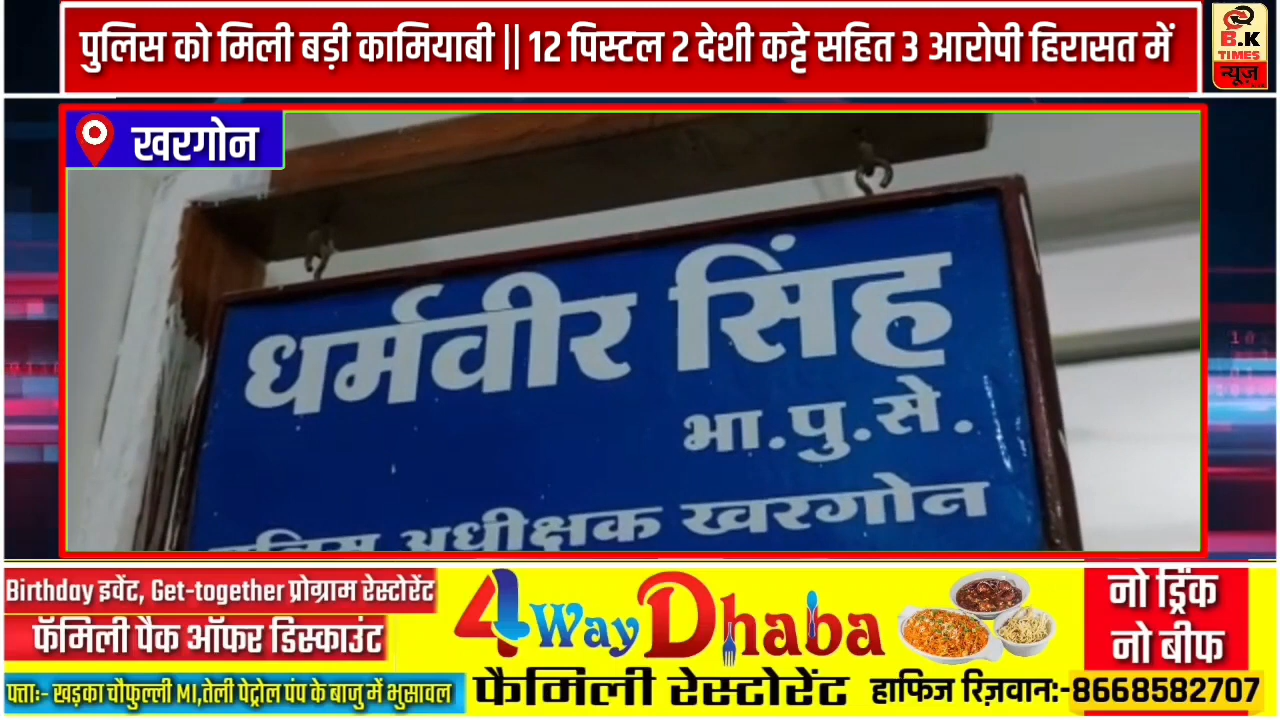 पुलिस को मिली बड़ी कामियाबी || 12 पिस्टल 2 देशी कट्टे सहित 3 आरोपी हिरासत में
B.K
TIMES
न्यूज़
खरगोन
धर्मवीर सिंह
भा.पु.से.
पुलिस अधीक्षक खरगोन
Birthday इवेंट, Get-together प्रोग्राम रेस्टोरेंट
फॅमिली पैक ऑफर डिस्काउंट
पत्ताः- खड़का चौफुल्ली MI,तेली पेट्रोल पंप के बाजु में भुसावल
4 Way Dhaba
फैमिली रेस्टोरेंट
हाफिज रिज़वान:-8668582707
नो ड्रिंक
नो बीफ